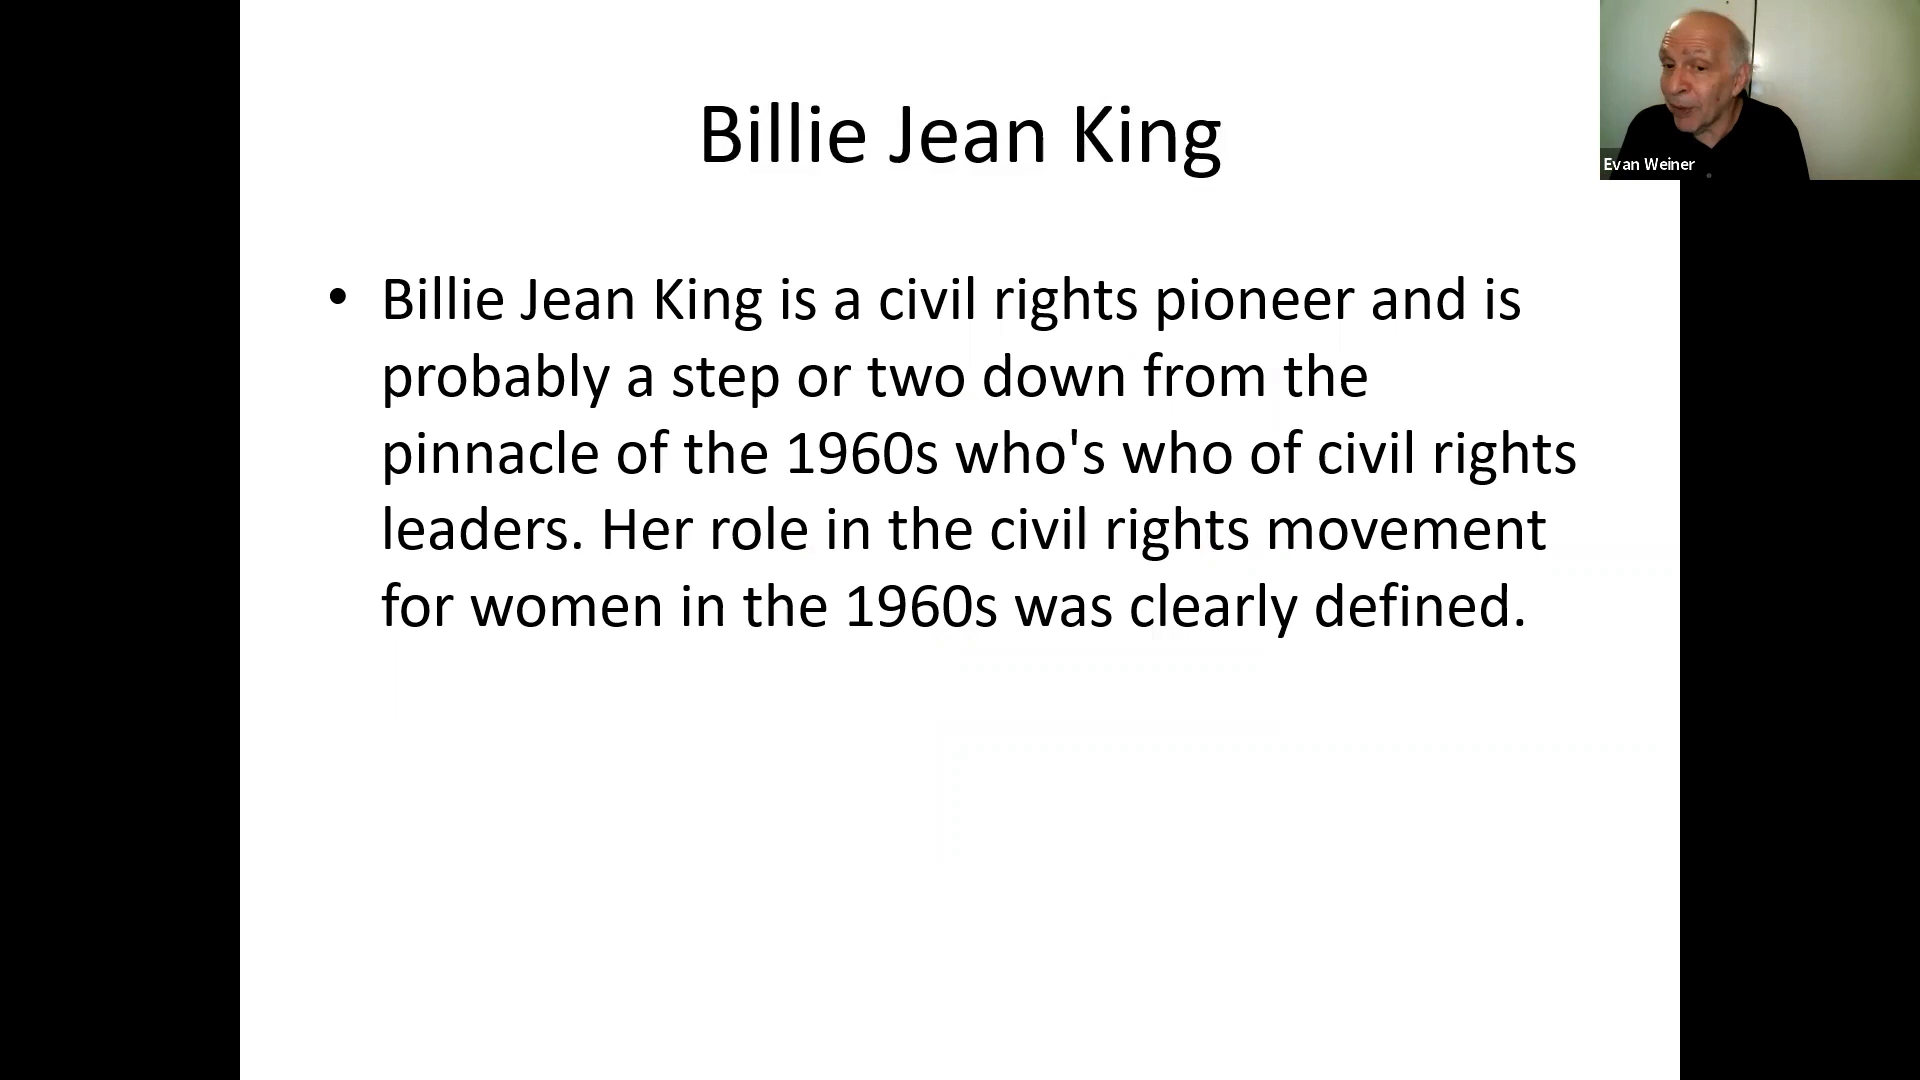 Billie Jean King
Evan Weiner
• Billie Jean King is a civil rights pioneer and is
probably a step or two down from the
pinnacle of the 1960s who's who of civil rights
leaders. Her role in the civil rights movement
for women in the 1960s was clearly defined.